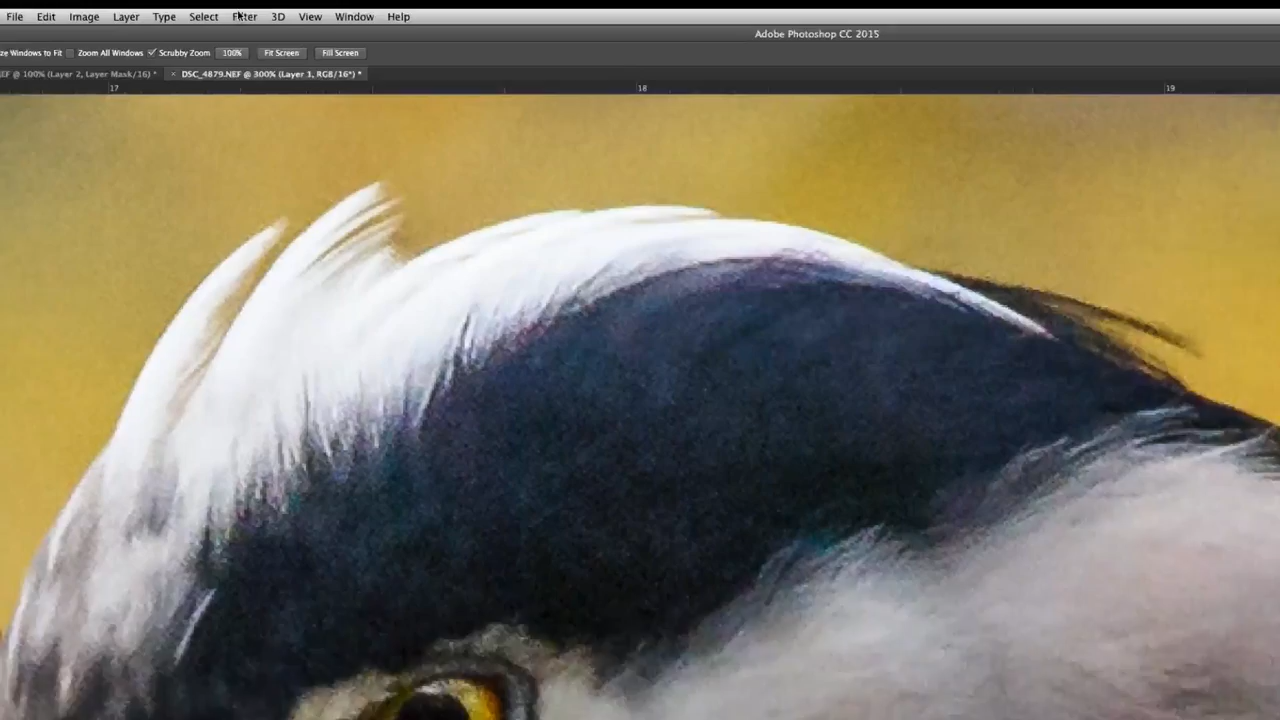 File Edit Image Layer Type Select Filter 3D View Window Help
Adobe Photoshop CC 2015
ze Windows to Fit Zoom All Windows Scrubby Zoom 100% Fit Screen Fill Screen
EF @ 100% (Layer 2, Layer Mask/16) * × DSC_4879.NEF @ 300% (Layer 1, RGB/16*) *
17 18 19